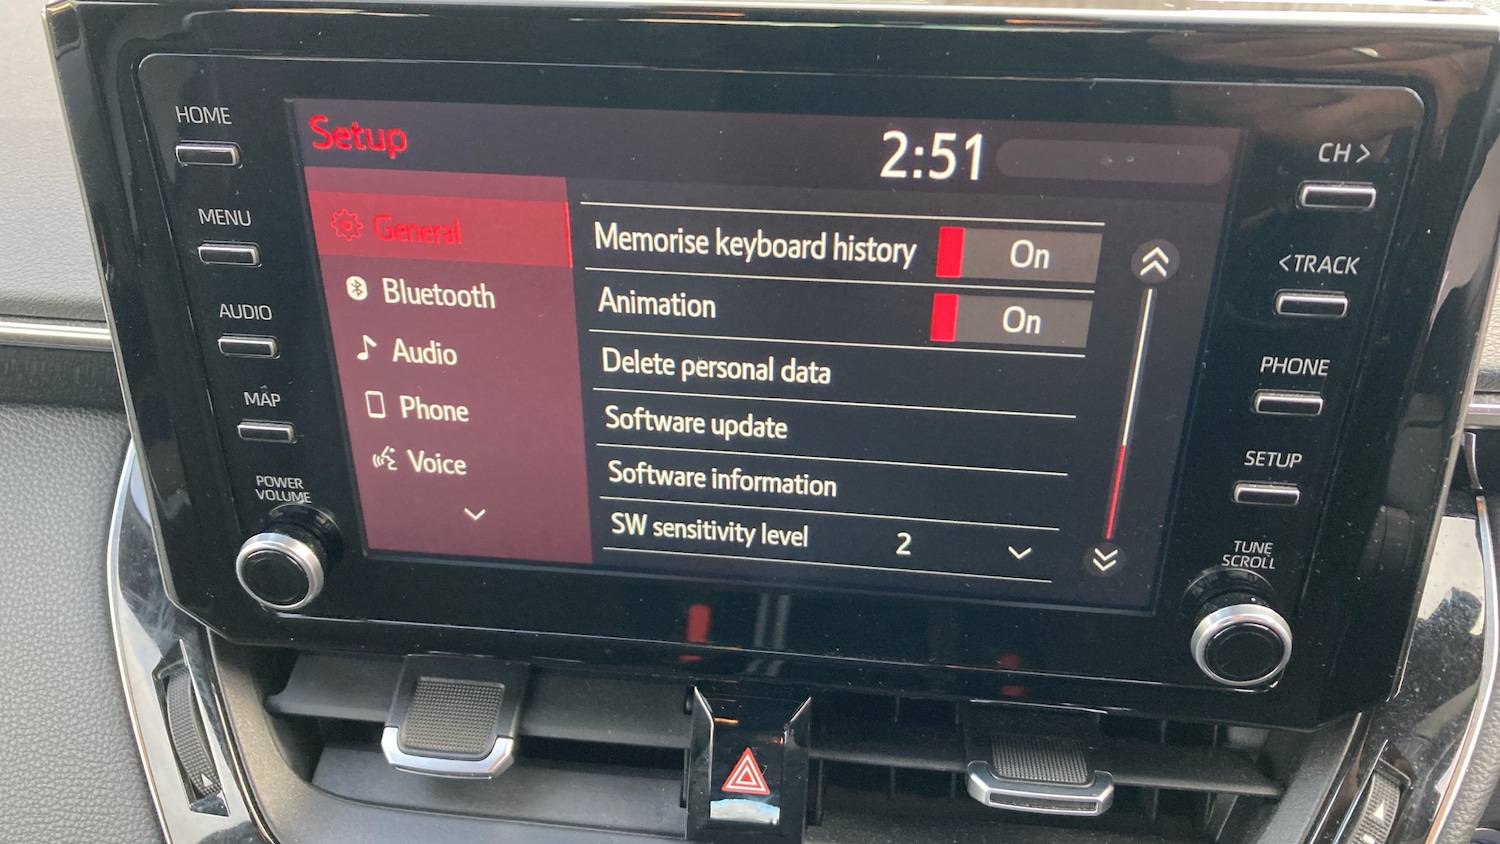 HOME
MENU
AUDIO
MAP
POWER
VOLUME
Setup
2:51
General
Bluetooth
Audio
Phone
Voice
Memorise keyboard history On
Animation On
Delete personal data
Software update
Software information
SW sensitivity level 2
CH >
<TRACK
PHONE
SETUP
TUNE
SCROLL